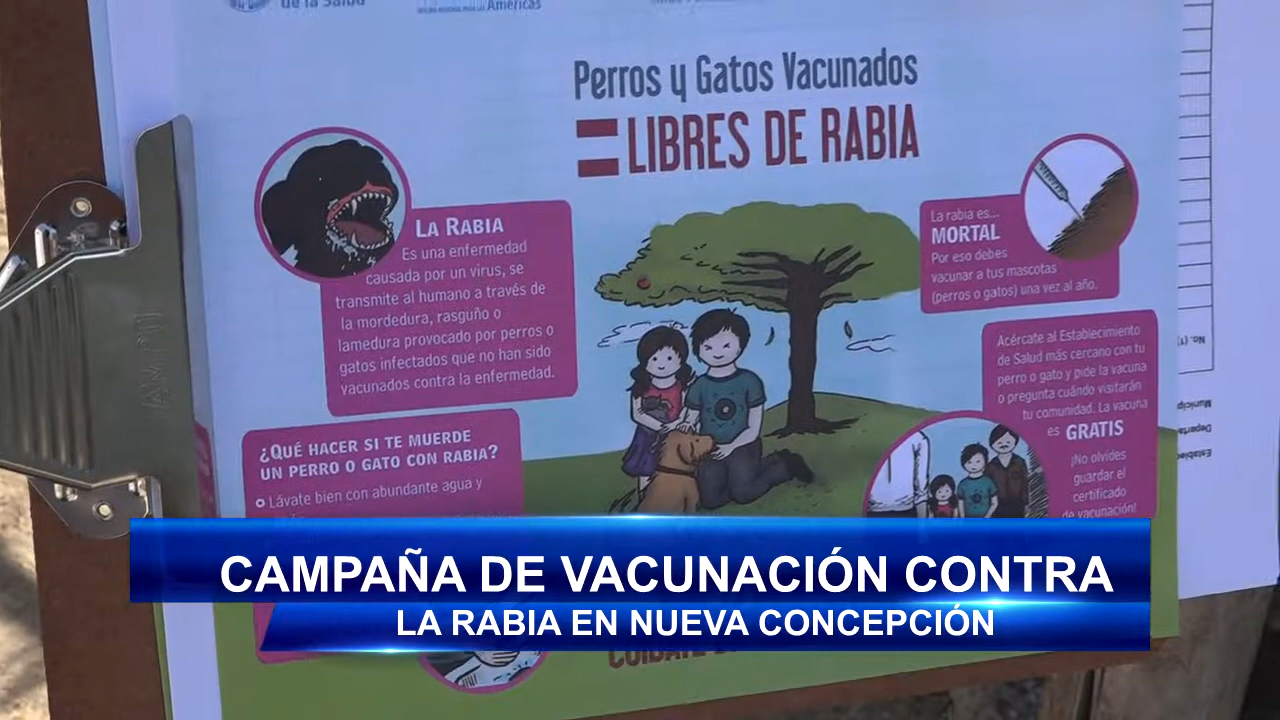 de la Salud
Américas
Perros y Gatos Vacunados
= LIBRES DE RABIA
LA RABIA
Es una enfermedad
causada por un virus, se
transmite al humano a través de
la mordedura, rasguño o
lamedura provocado por perros o
gatos infectados que no han sido
vacunados contra la enfermedad.
La rabia es...
MORTAL
Por eso debes
vacunar a tus mascotas
(perros o gatos) una vez al año.
Acércate al Establecimiento
de Salud más cercano con tu
perro o gato y pide la vacuna
o pregunta cuándo visitarán
tu comunidad. La vacuna
es GRATIS
¡No olvides
guardar el
certificado
de vacunación!
¿QUÉ HACER SI TE MUERDE
UN PERRO O GATO CON RABIA?
Lávate bien con abundante agua y
No. (1)
CAMPAÑA DE VACUNACIÓN CONTRA
LA RABIA EN NUEVA CONCEPCIÓN